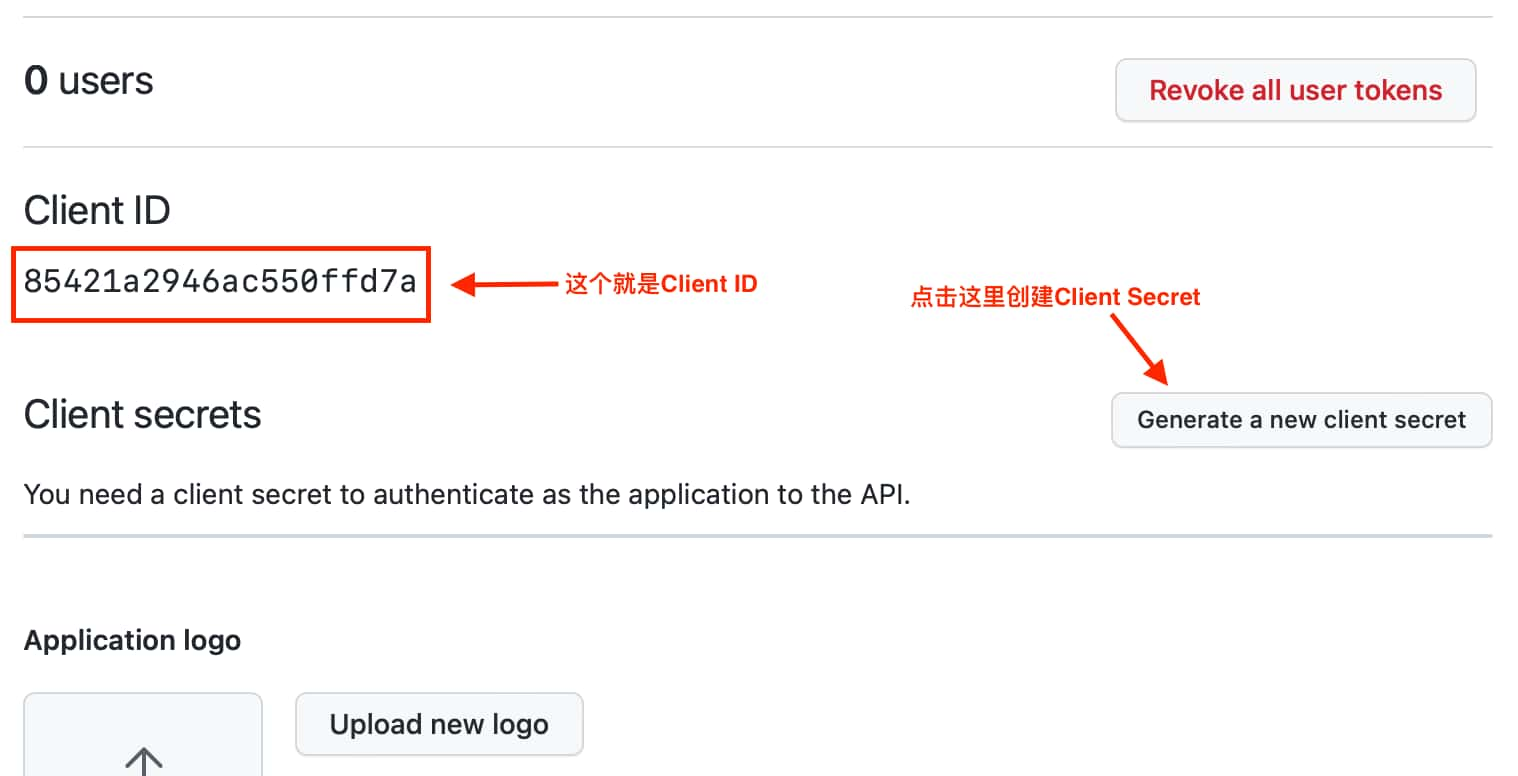 0 users
Revoke all user tokens
Client ID
85421a2946ac550ffd7a
这个就是Client ID
点击这里创建Client Secret
Client secrets
Generate a new client secret
You need a client secret to authenticate as the application to the API.
Application logo
Upload new logo